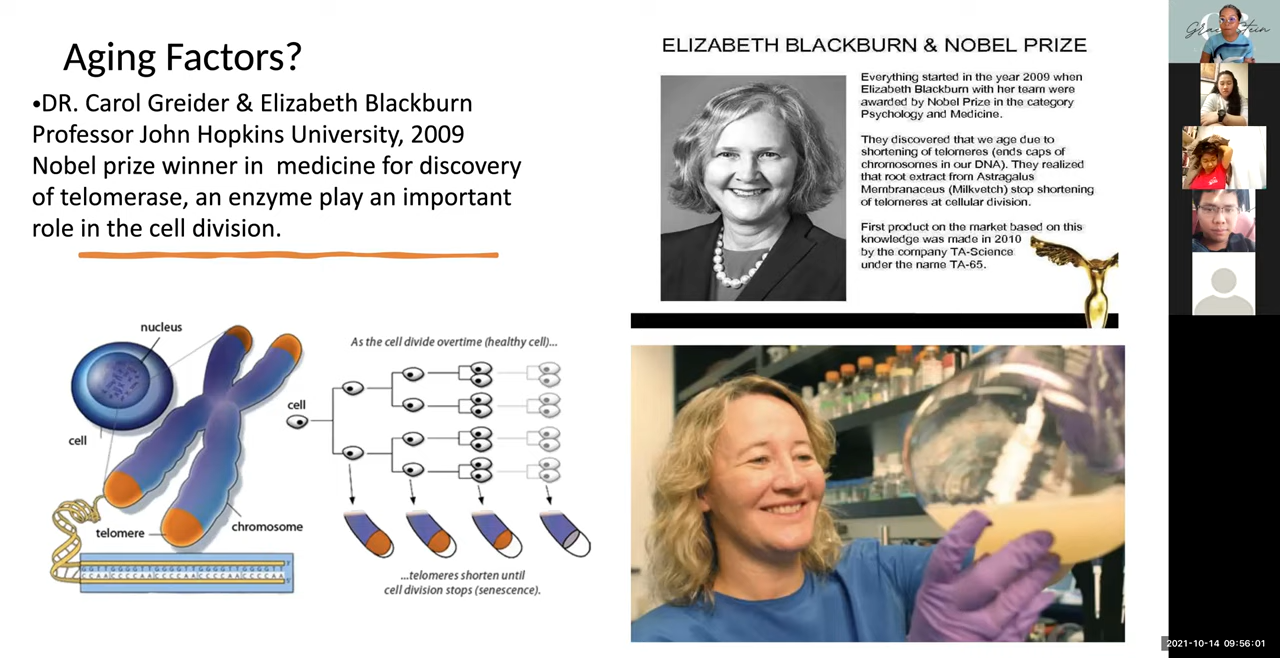 Aging Factors?
•DR. Carol Greider & Elizabeth Blackburn
Professor John Hopkins University, 2009
Nobel prize winner in  medicine for discovery
of telomerase, an enzyme play an important
role in the cell division.
ELIZABETH BLACKBURN & NOBEL PRIZE
Everything started in the year 2009 when
Elizabeth Blackburn with her team were
awarded by Nobel Prize in the category
Psychology and Medicine.
They discovered that we age due to
shortening of telomeres (ends caps of
chromosomes in our DNA). They realized
that root extract from Astragalus
Membranaceus (Milkvetch) stop shortening
of telomeres at cellular division.
First product on the market based on this
knowledge was made in 2010
by the company TA-Science
under the name TA-65.
nucleus
cell
telomere
chromosome
As the cell divide overtime (healthy cell)...
cell
...telomeres shorten until
cell division stops (senescence).
2021-10-14 09:56:01